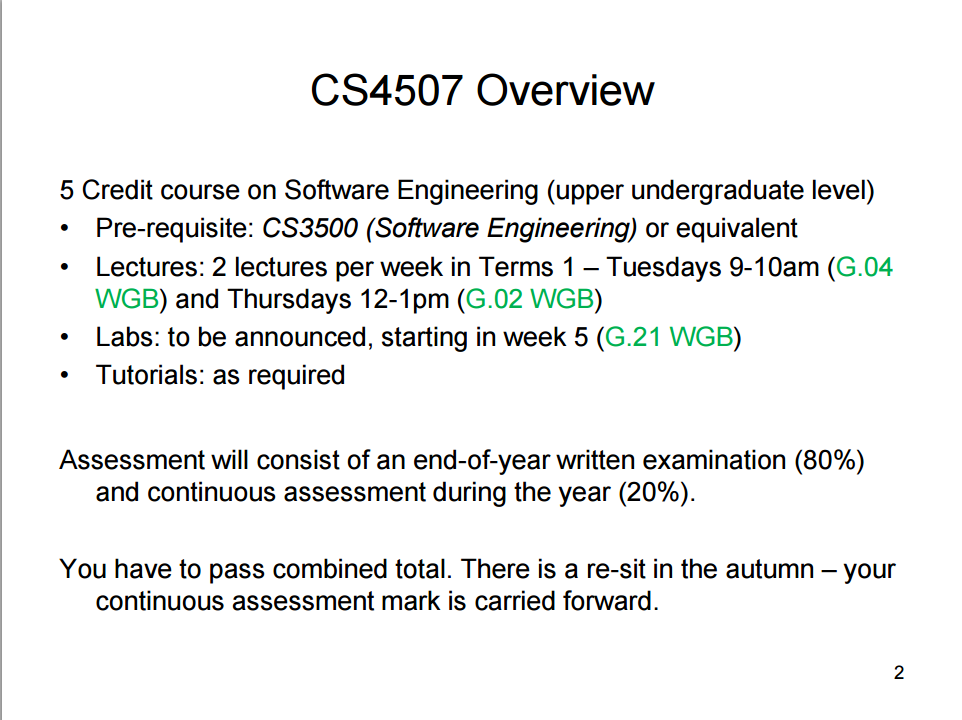 CS4507 Overview
5 Credit course on Software Engineering (upper undergraduate level)
• Pre-requisite: CS3500 (Software Engineering) or equivalent
• Lectures: 2 lectures per week in Terms 1 – Tuesdays 9-10am (G.04
WGB) and Thursdays 12-1pm (G.02 WGB)
• Labs: to be announced, starting in week 5 (G.21 WGB)
• Tutorials: as required
Assessment will consist of an end-of-year written examination (80%)
and continuous assessment during the year (20%).
You have to pass combined total. There is a re-sit in the autumn – your
continuous assessment mark is carried forward.
2